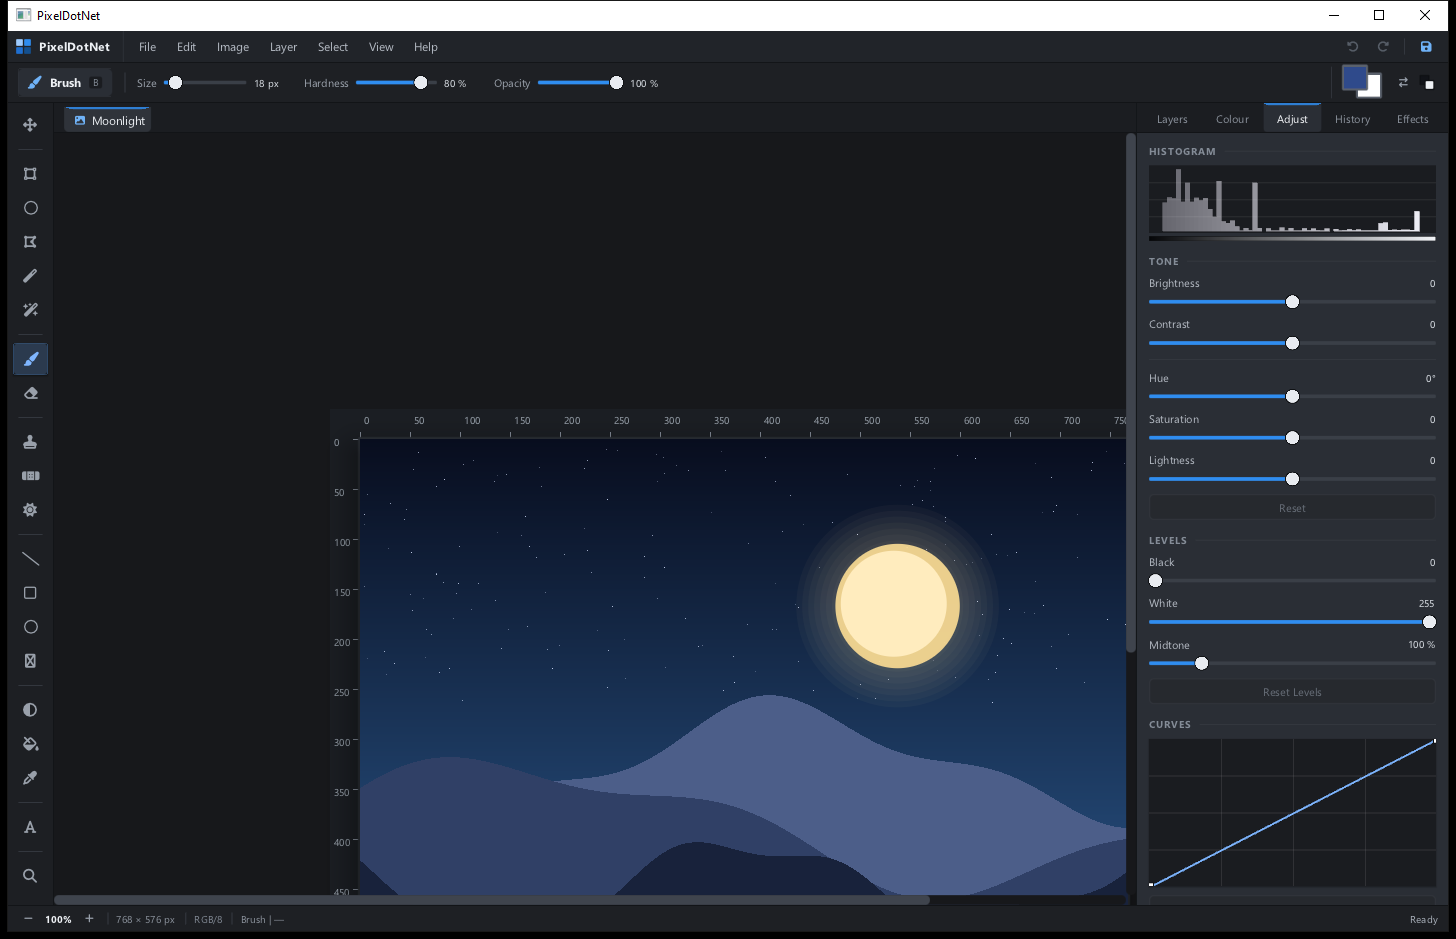 PixelDotNet
PixelDotNet File Edit Image Layer Select View Help
Brush B Size 18 px Hardness 80 % Opacity 100 %
Moonlight
Layers Colour Adjust History Effects
HISTOGRAM
TONE
Brightness 0
Contrast 0
Hue 0°
Saturation 0
Lightness 0
Reset
LEVELS
Black 0
White 255
Midtone 100 %
Reset Levels
CURVES
0 50 100 150 200 250 300 350 400 450 500 550 600 650 700 750
0
50
100
150
200
250
300
350
400
450
100% 768 × 576 px RGB/8 Brush | — Ready